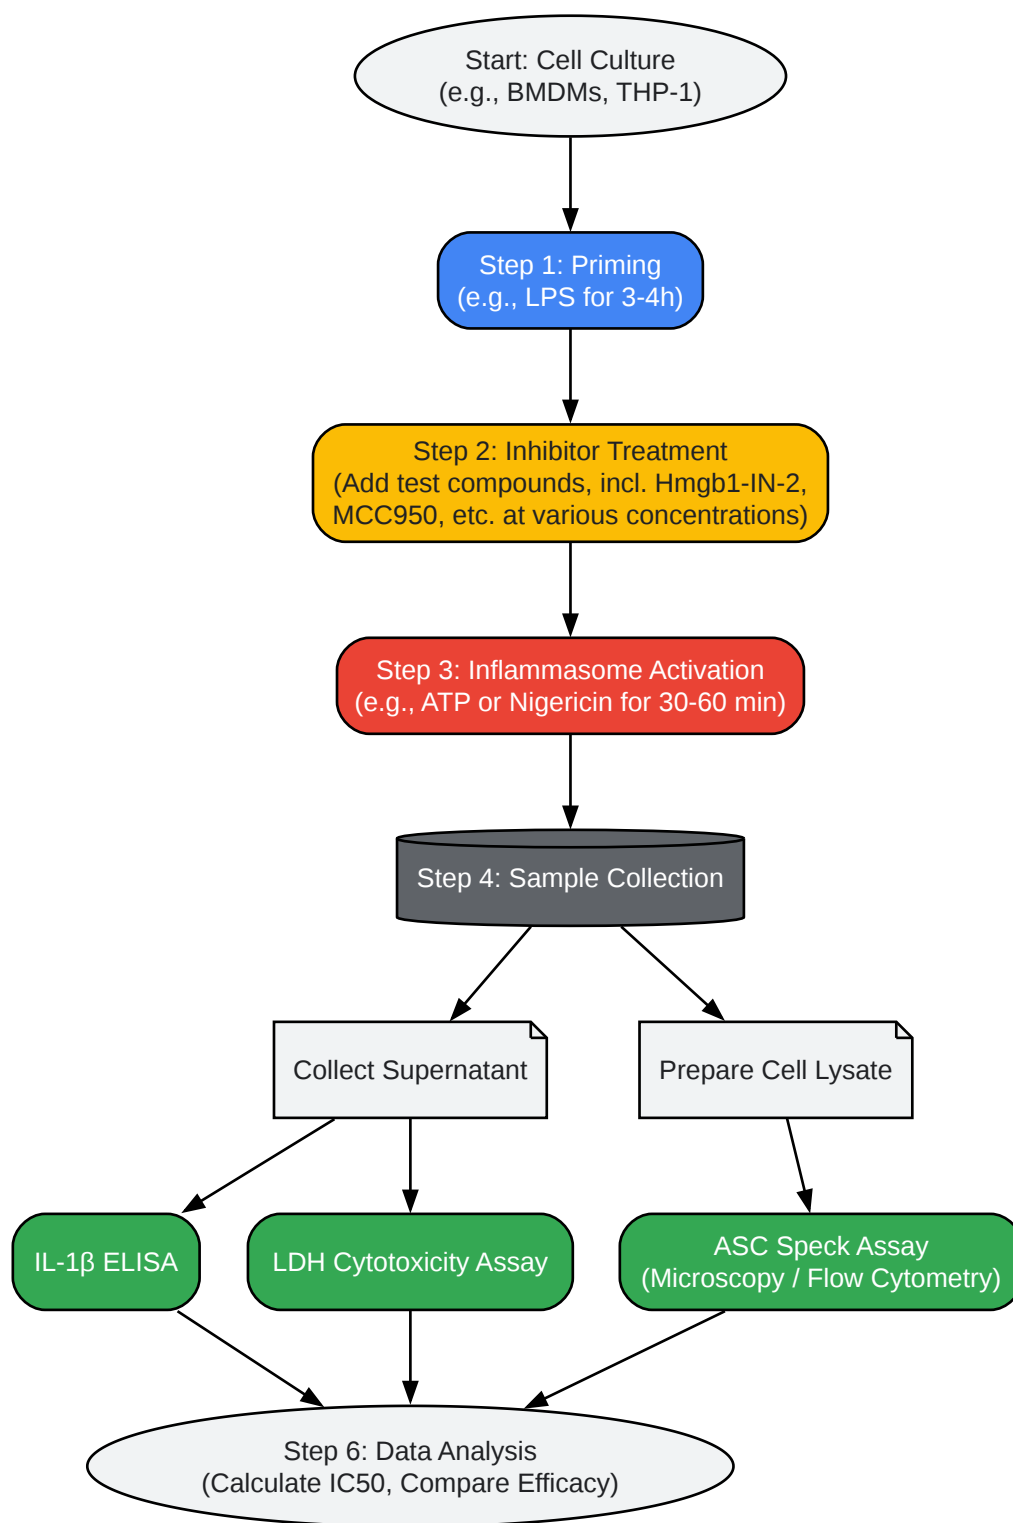 Start: Cell Culture
(e.g., BMDMs, THP-1)
Step 1: Priming
(e.g., LPS for 3-4h)
Step 2: Inhibitor Treatment
(Add test compounds, incl. Hmgb1-IN-2,
MCC950, etc. at various concentrations)
Step 3: Inflammasome Activation
(e.g., ATP or Nigericin for 30-60 min)
Step 4: Sample Collection
Collect Supernatant
Prepare Cell Lysate
IL-1β ELISA
LDH Cytotoxicity Assay
ASC Speck Assay
(Microscopy / Flow Cytometry)
Step 6: Data Analysis
(Calculate IC50, Compare Efficacy)